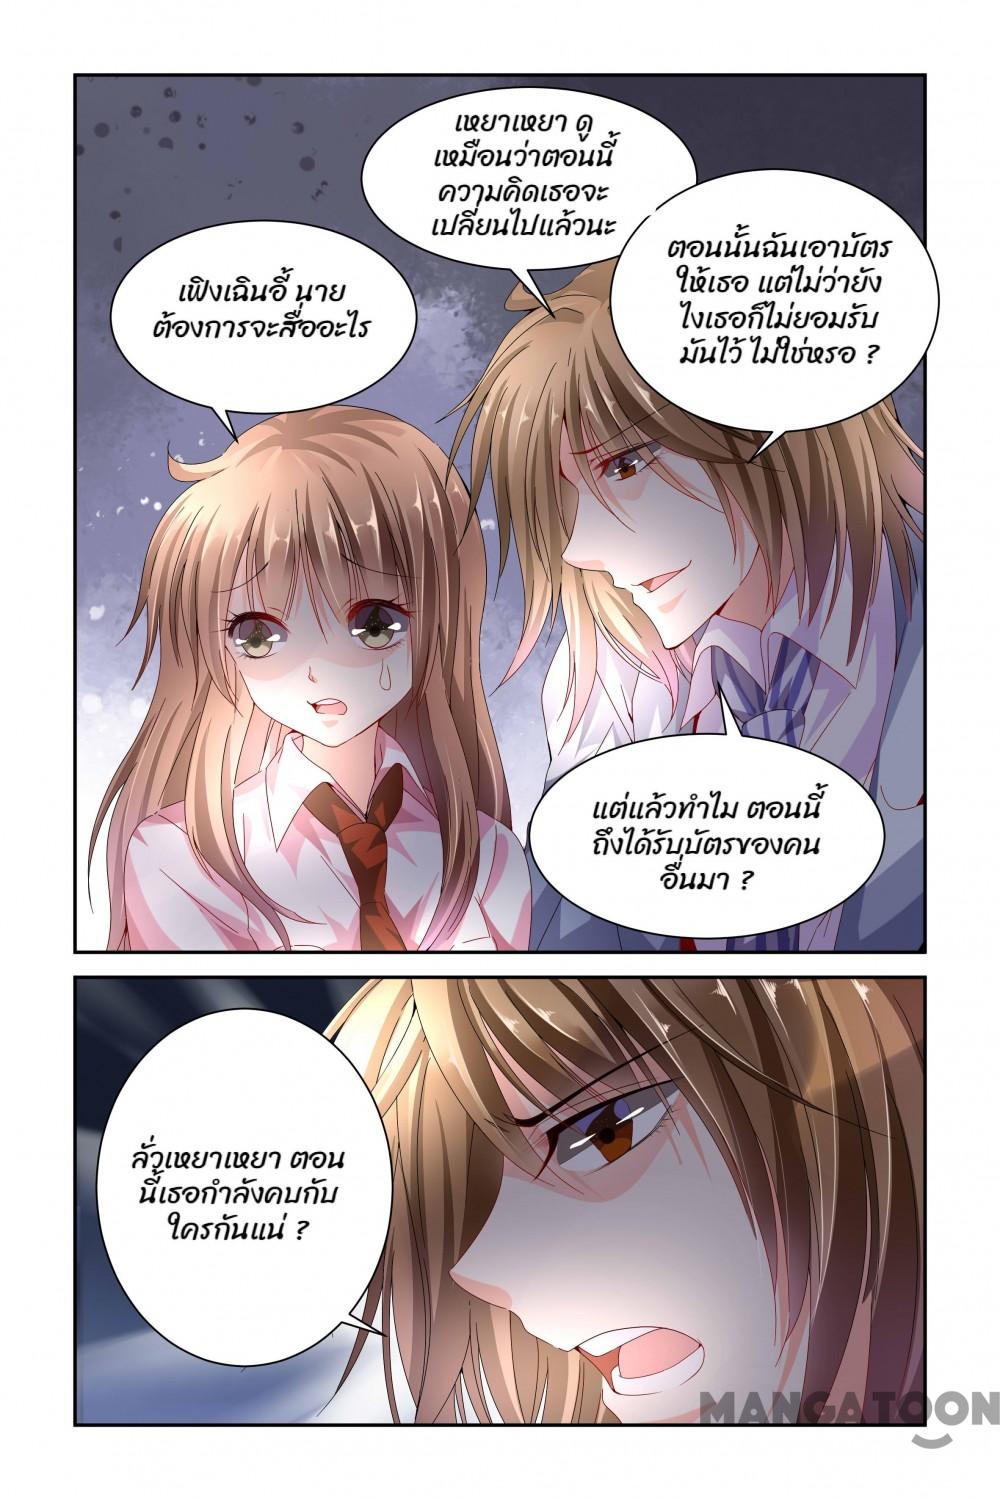 เหยาเหยา ดู
เหมือนว่าตอนนี้
ความคิดเธอจะ
เปลี่ยนไปแล้วนะ
ตอนนั้นฉันเอาบัตร
ให้เธอ แต่ไม่ว่ายัง
ไงเธอก็ไม่ยอมรับ
มันไว้ ไม่ใช่หรอ ?
เฟิงเฉินอี้ นาย
ต้องการจะสื่ออะไร
แต่แล้วทำไม ตอนนี้
ถึงได้รับบัตรของคน
อื่นมา ?
ลั่วเหยาเหยา ตอน
นี้เธอกำลังคบกับ
ใครกันแน่ ?
MANGATOON